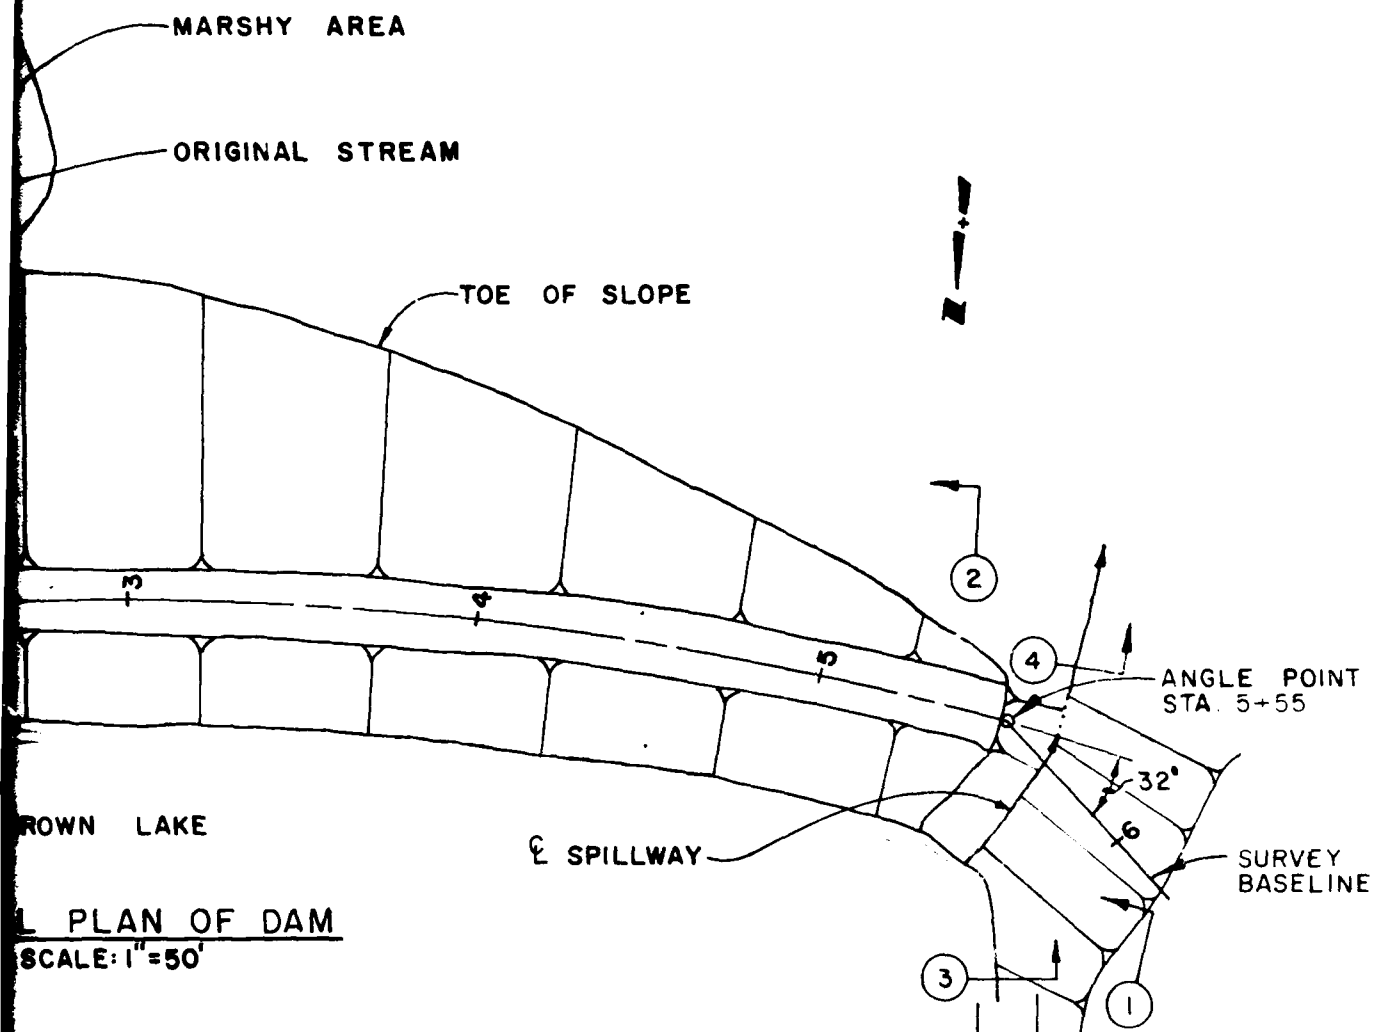 MARSHY AREA
ORIGINAL STREAM
TOE OF SLOPE
N
3
4
5
2
4
ANGLE POINT
STA. 5+55
32°
6
ROWN LAKE
℄ SPILLWAY
SURVEY
BASELINE
L PLAN OF DAM
SCALE: 1"=50'
3
1